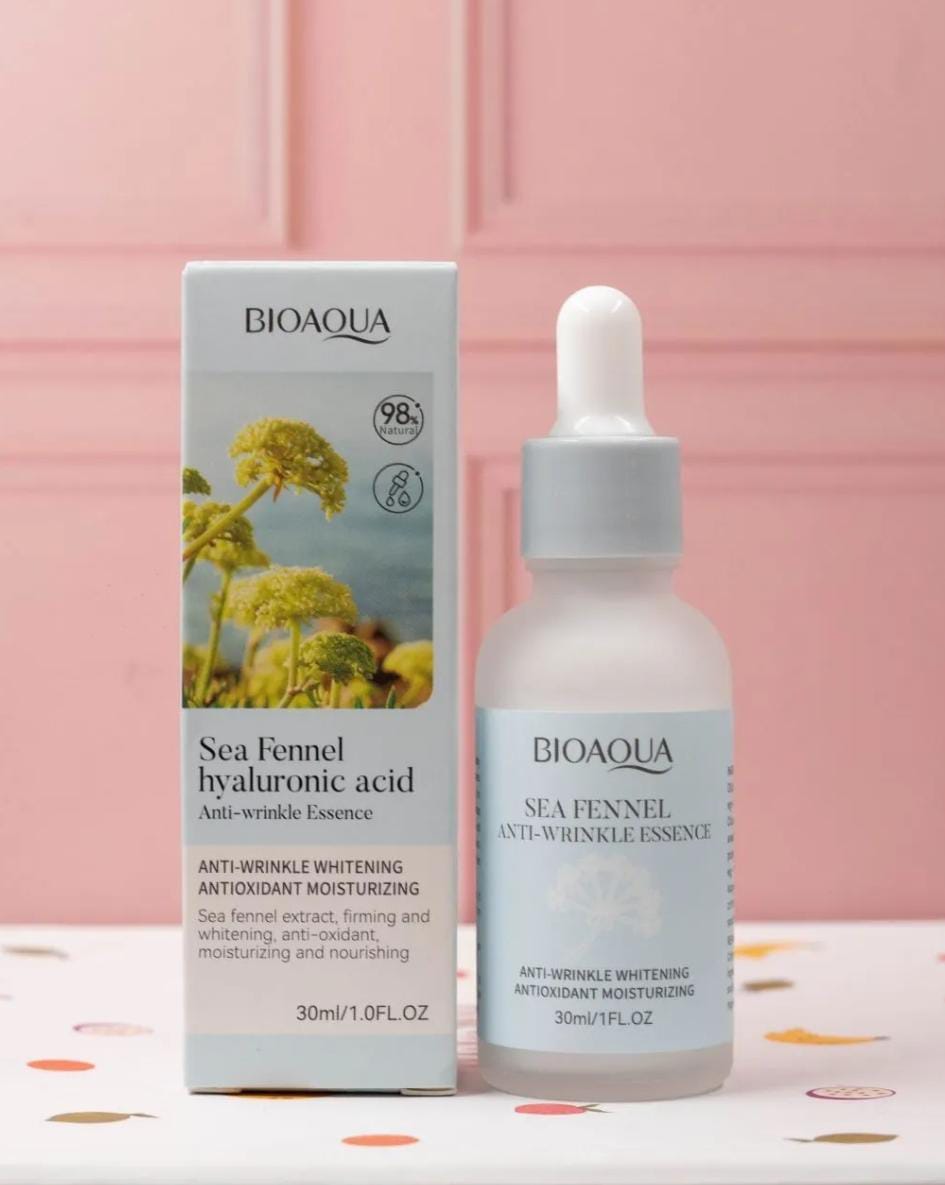 BIOAQUA
98%
Natural
Sea Fennel
hyaluronic acid
Anti-wrinkle Essence
ANTI-WRINKLE WHITENING
ANTIOXIDANT MOISTURIZING
Sea fennel extract, firming and
whitening, anti-oxidant,
moisturizing and nourishing
30ml/1.0FL.OZ
BIOAQUA
SEA FENNEL
ANTI-WRINKLE ESSENCE
ANTI-WRINKLE WHITENING
ANTIOXIDANT MOISTURIZING
30ml/1FL.OZ